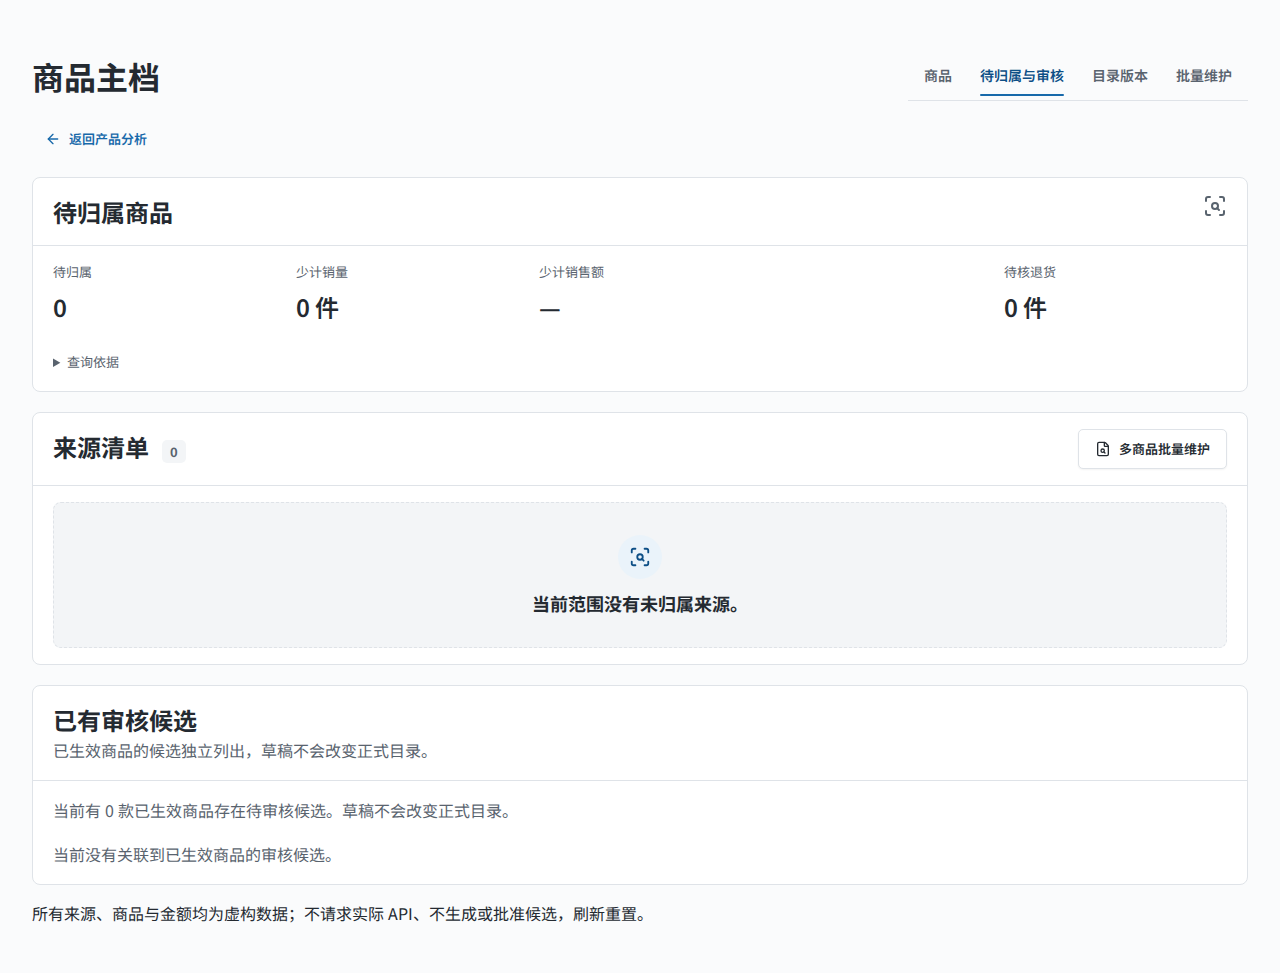 商品主档
商品 待归属与审核 目录版本 批量维护
返回产品分析
待归属商品
待归属 少计销量 少计销售额 待核退货
0 0 件 — 0 件
查询依据
来源清单 0 多商品批量维护
当前范围没有未归属来源。
已有审核候选
已生效商品的候选独立列出，草稿不会改变正式目录。
当前有 0 款已生效商品存在待审核候选。草稿不会改变正式目录。
当前没有关联到已生效商品的审核候选。
所有来源、商品与金额均为虚构数据；不请求实际 API、不生成或批准候选，刷新重置。